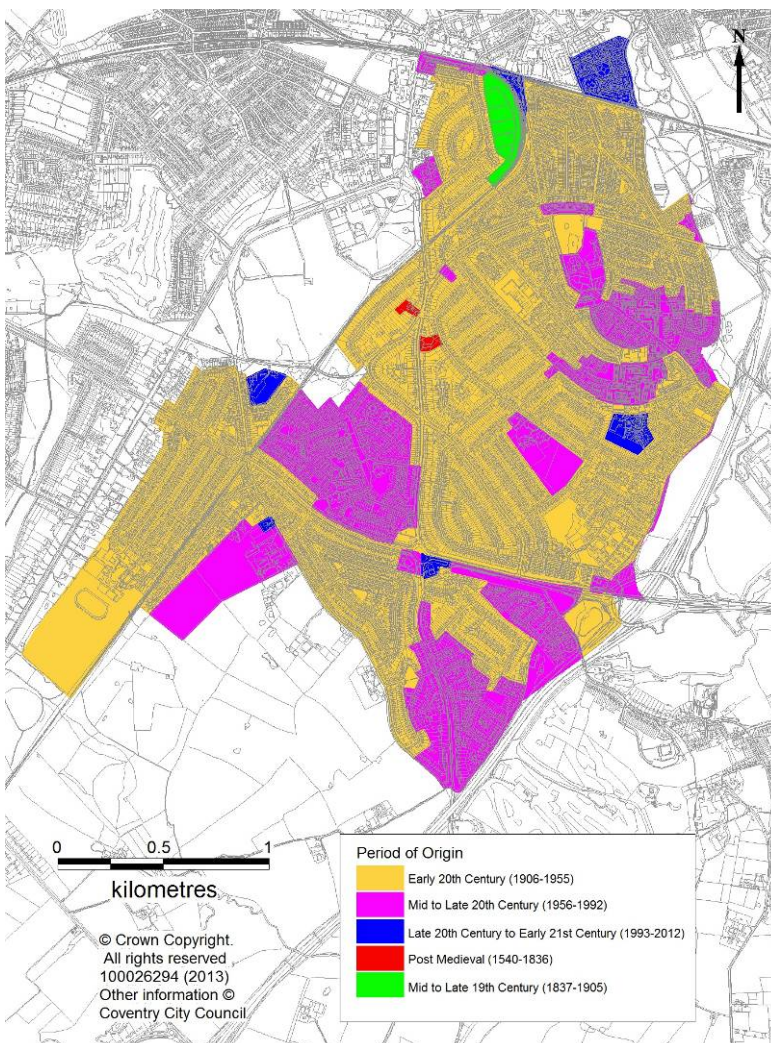 N
0 0.5 1
kilometres
© Crown Copyright.
All rights reserved
100026294 (2013)
Other information ©
Coventry City Council
Period of Origin
Early 20th Century (1906-1955)
Mid to Late 20th Century (1956-1992)
Late 20th Century to Early 21st Century (1993-2012)
Post Medieval (1540-1836)
Mid to Late 19th Century (1837-1905)